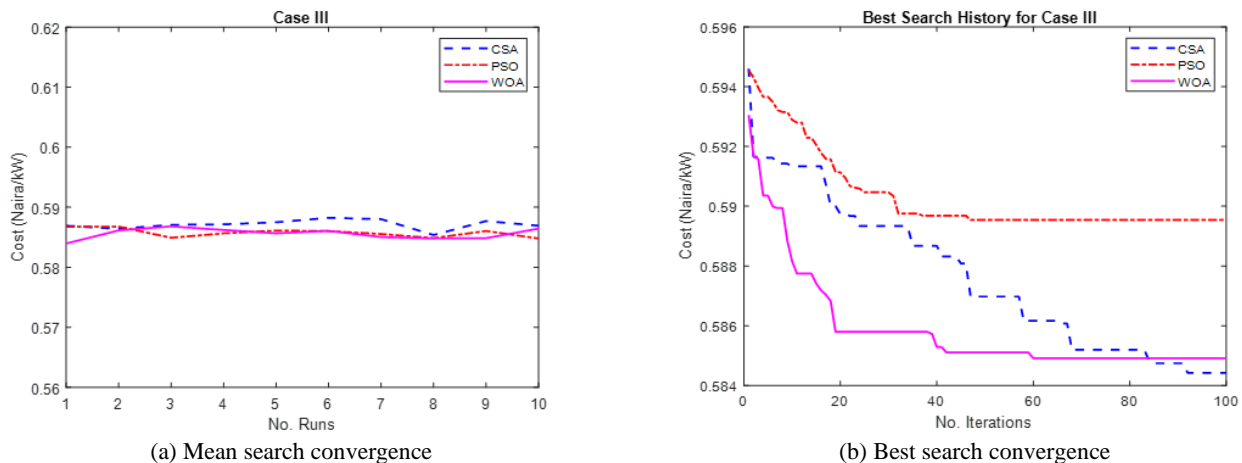 Case III
0.62
0.61
0.6
0.59
0.58
0.57
0.56
Cost (Naira/kW)
1 2 3 4 5 6 7 8 9 10
No. Runs
CSA
PSO
WOA
(a) Mean search convergence
Best Search History for Case III
0.596
0.594
0.592
0.59
0.588
0.586
0.584
Cost (Naira/kW)
0 20 40 60 80 100
No. Iterations
CSA
PSO
WOA
(b) Best search convergence